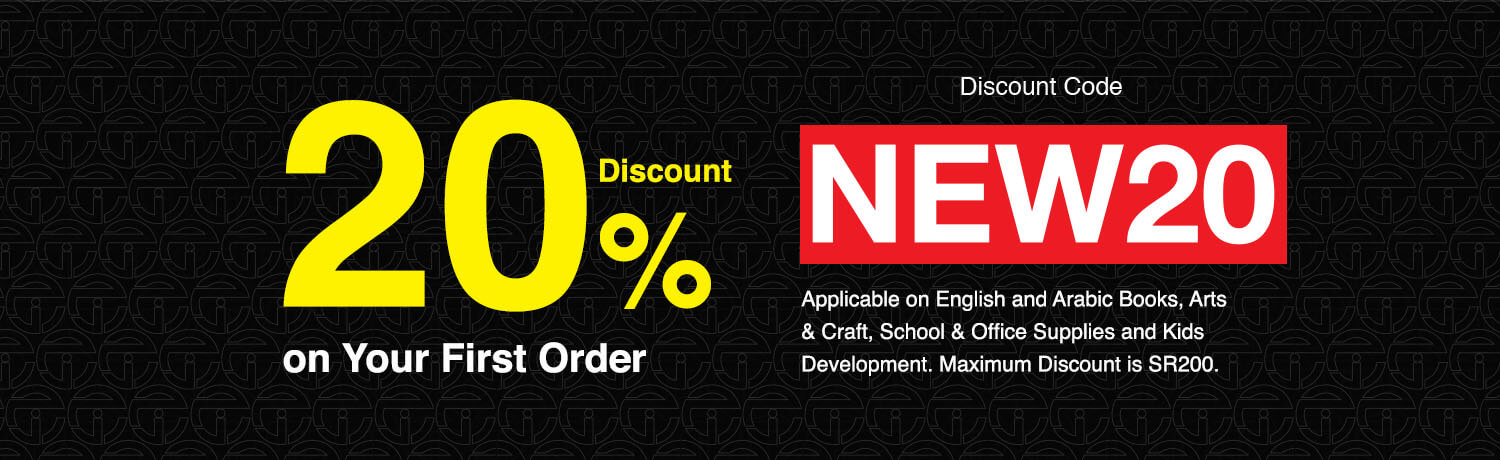 20
Discount
%
on Your First Order
Discount Code
NEW20
Applicable on English and Arabic Books, Arts
& Craft, School & Office Supplies and Kids
Development. Maximum Discount is SR200.